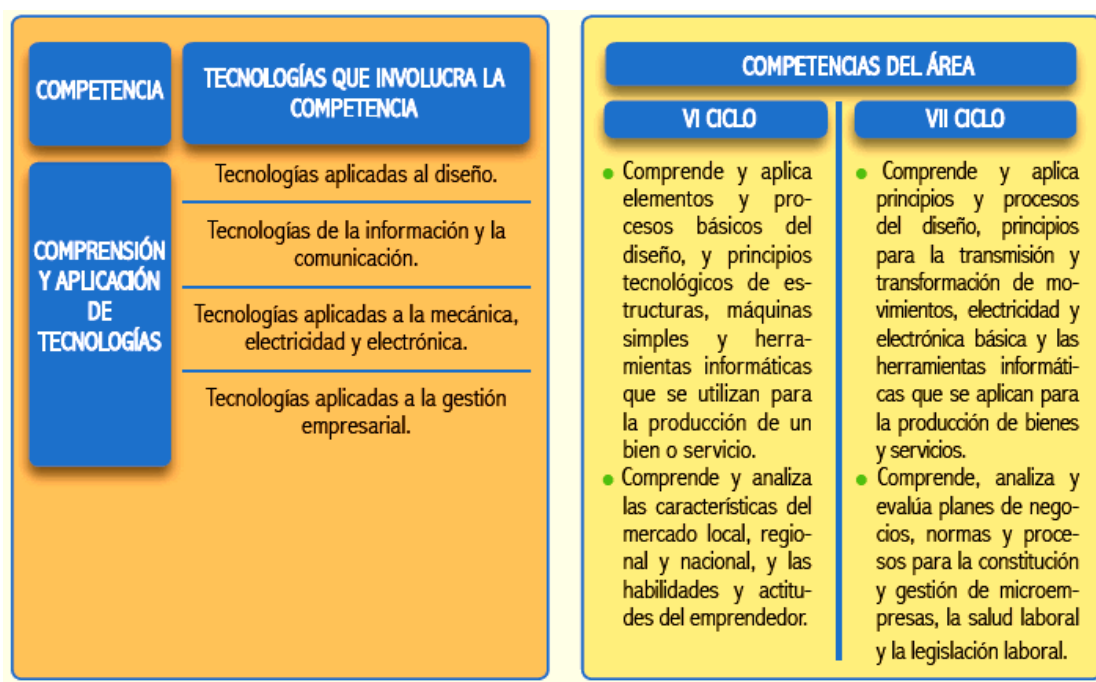 COMPETENCIA
TECNOLOGÍAS QUE INVOLUCRA LA
COMPETENCIA
COMPRENSIÓN
Y APLICACIÓN
DE
TECNOLOGÍAS
Tecnologías aplicadas al diseño.
Tecnologías de la información y la
comunicación.
Tecnologías aplicadas a la mecánica,
electricidad y electrónica.
Tecnologías aplicadas a la gestión
empresarial.
COMPETENCIAS DEL ÁREA
VI CICLO
Comprende y aplica
elementos y pro-
cesos básicos del
diseño, y principios
tecnológicos de es-
tructuras, máquinas
simples y herra-
mientas informáticas
que se utilizan para
la producción de un
bien o servicio.
Comprende y analiza
las características del
mercado local, regio-
nal y nacional, y las
habilidades y actitu-
des del emprendedor.
VII CICLO
Comprende y aplica
principios y procesos
del diseño, principios
para la transmisión y
transformación de mo-
vimientos, electricidad y
electrónica básica y las
herramientas informáti-
cas que se aplican para
la producción de bienes
y servicios.
Comprende, analiza y
evalúa planes de nego-
cios, normas y proce-
sos para la constitución
y gestión de microem-
presas, la salud laboral
y la legislación laboral.